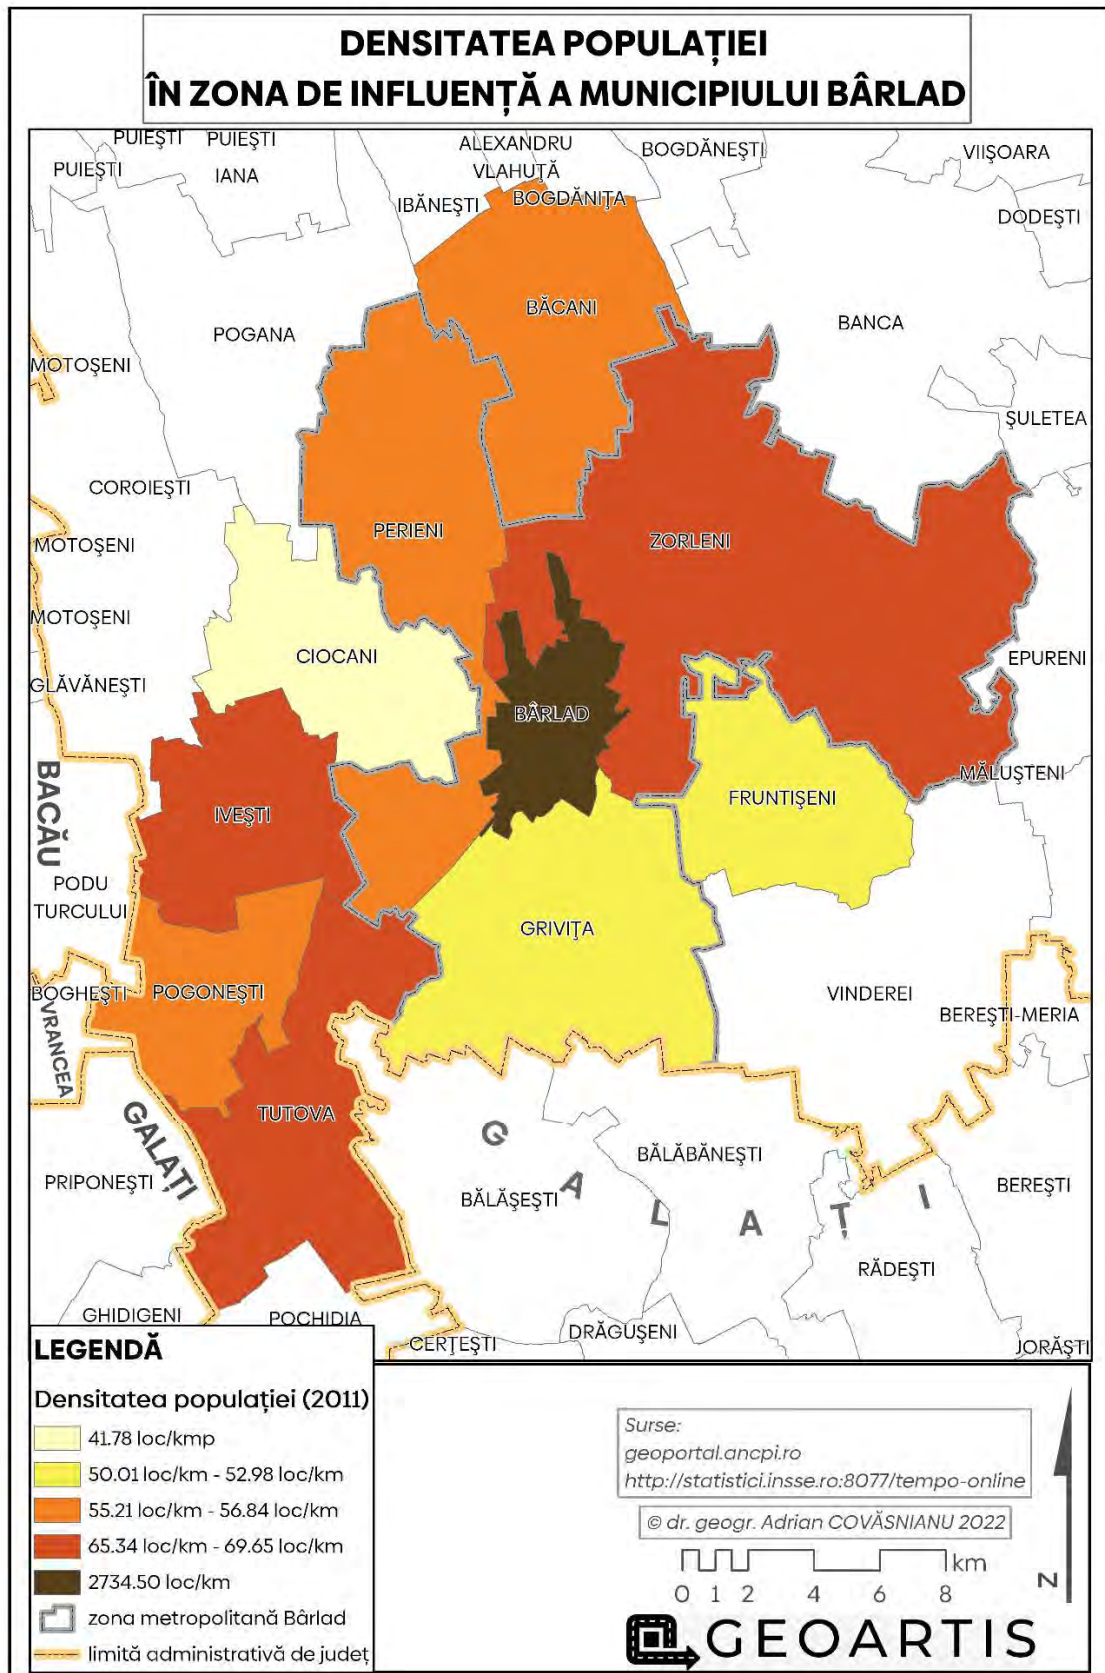 DENSITATEA POPULAȚIEI
ÎN ZONA DE INFLUENȚĂ A MUNICIPIULUI BÂRLAD
PUIEȘTI
PUIEȘTI
PUIEȘTI
IANA
ALEXANDRU
VLAHUȚĂ
BOGDĂNEȘTI
VIIȘOARA
IBĂNEȘTI
BOGDĂNIȚA
DODEȘTI
BĂCANI
BANCA
POGANA
MOTOȘENI
ȘULETEA
COROIEȘTI
PERIENI
ZORLENI
MOTOȘENI
MOTOȘENI
CIOCANI
EPURENI
GLĂVĂNEȘTI
BÂRLAD
BACĂU
MĂLUȘTENI
FRUNTIȘENI
IVEȘTI
PODU
TURCULUI
GRIVIȚA
BOGHEȘTI
POGONEȘTI
VINDEREI
BEREȘTI-MERIA
VRANCEA
TUTOVA
GALAȚI
GALAȚI
BĂLĂBĂNEȘTI
PRIPONEȘTI
BĂLĂȘEȘTI
BEREȘTI
RĂDEȘTI
GHIDIGENI
POCHIDIA
CERȚEȘTI
DRĂGUȘENI
JORĂȘTI
LEGENDĂ
Densitatea populației (2011)
41.78 loc/kmp
50.01 loc/km - 52.98 loc/km
55.21 loc/km - 56.84 loc/km
65.34 loc/km - 69.65 loc/km
2734.50 loc/km
zona metropolitană Bârlad
limită administrativă de județ
Surse:
geoportal.ancpi.ro
http://statistici.insse.ro:8077/tempo-online
© dr. geogr. Adrian COVĂSNIANU 2022
km
0 1 2 4 6 8
N
GEOARTIS